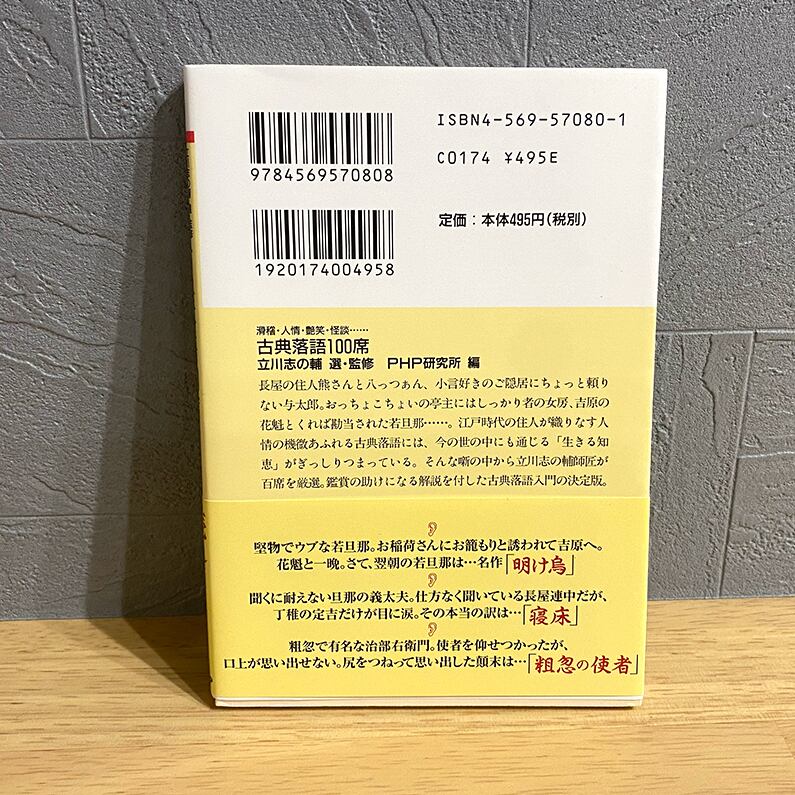 ISBN4-569-57080-1
C0174 ¥495E
9784569570808
定価：本体495円(税別)
1920174004958
滑稽・人情・艶笑・怪談……
古典落語100席
立川志の輔 選・監修 PHP研究所 編
長屋の住人熊さんと八っつぁん、小言好きのご隠居にちょっと頼り
ない与太郎。おっちょこちょいの亭主にはしっかり者の女房、吉原の
花魁とくれば勘当された若旦那……。江戸時代の住人が織りなす人
情の機微あふれる古典落語には、今の世の中にも通じる「生きる知
恵」がぎっしりつまっている。そんな噺の中から立川志の輔師匠が
百席を厳選。鑑賞の助けになる解説を付した古典落語入門の決定版。
堅物でウブな若旦那。お稲荷さんにお籠もりと誘われて吉原へ。
花魁と一晩。さて、翌朝の若旦那は…名作「明け烏」
聞くに耐えない旦那の義太夫。仕方なく聞いている長屋連中だが、
丁稚の定吉だけが目に涙。その本当の訳は…「寝床」
粗忽で有名な治部右衛門。使者を仰せつかったが、
口上が思い出せない。尻をつねって思い出した顛末は…「粗忽の使者」